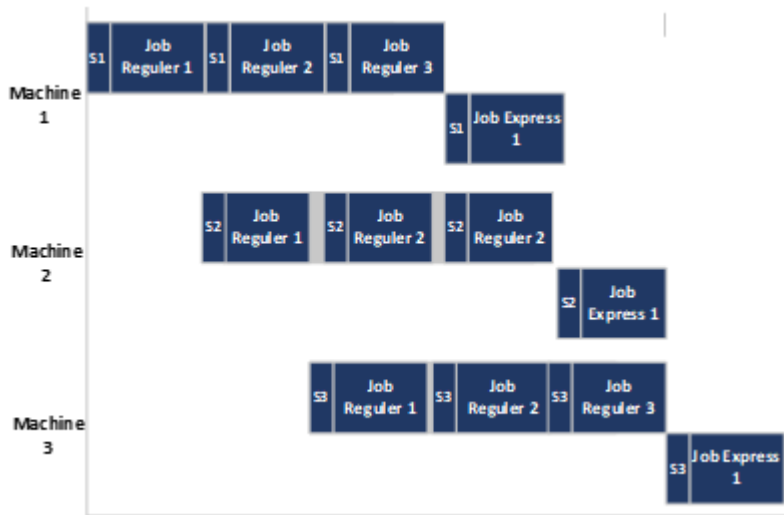 Machine
1
S1
Job
Reguler 1
S1
Job
Reguler 2
S1
Job
Reguler 3
S1
Job Express
1
Machine
2
S2
Job
Reguler 1
S2
Job
Reguler 2
S2
Job
Reguler 2
S2
Job
Express 1
Machine
3
S3
Job
Reguler 1
S3
Job
Reguler 2
S3
Job
Reguler 3
S3
Job Express
1